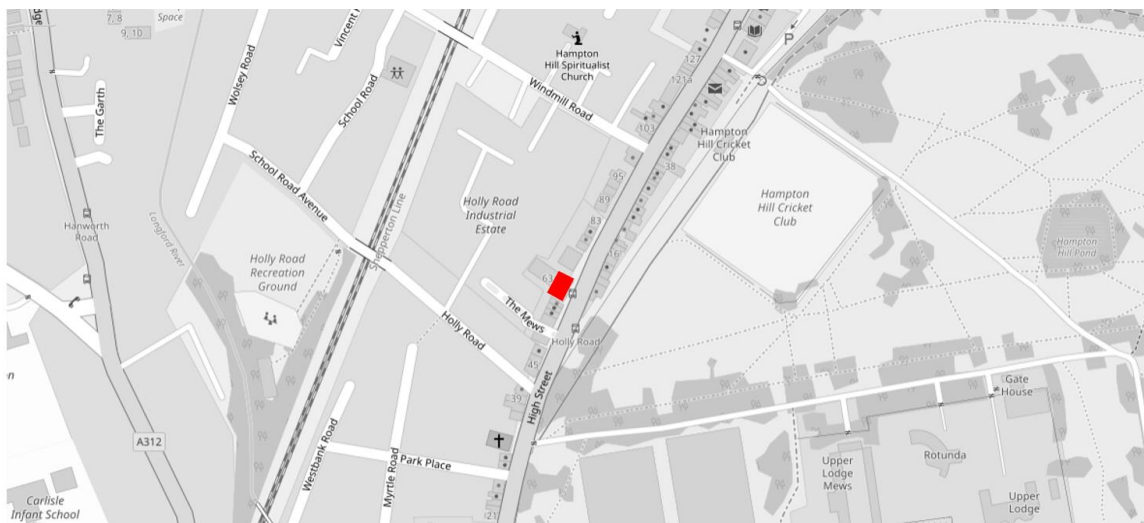 7, 8
9, 10
Space
Vincent
Wolsey Road
School Road
The Garth
School Road Avenue
Hanworth
Road
Longford River
Holly Road
Recreation
Ground
Shepperton Line
Hampton
Hill Spiritualist
Church
Windmill Road
127
121a
103
95
89
83
63
45
39
21
38
16
P
Hampton
Hill Cricket
Club
Hampton
Hill Cricket
Club
Hampton
Hill Pond
Holly Road
Industrial
Estate
The Mews
Holly Road
Holly Road
High Street
Westbank Road
Myrtle Road
Park Place
A312
Carlisle
Infant School
Gate
House
Rotunda
Upper
Lodge
Mews
Upper
Lodge